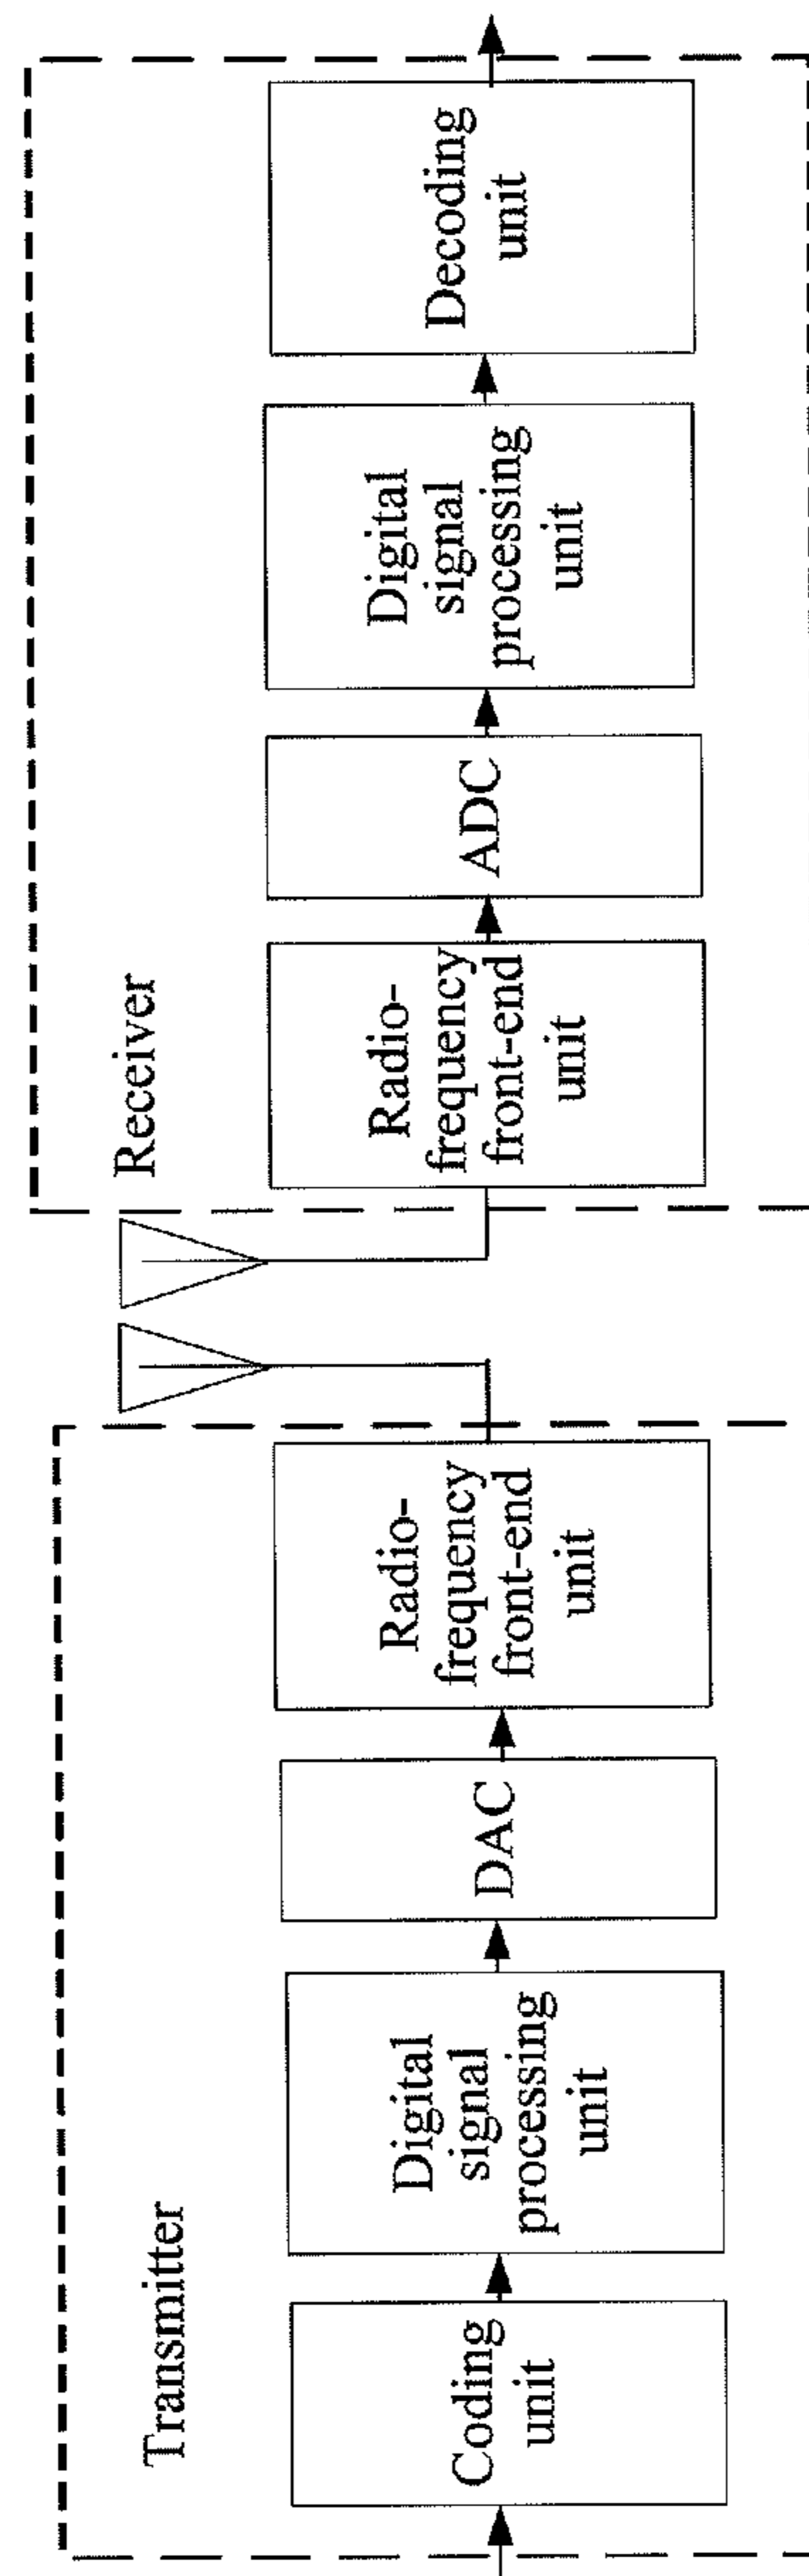 Transmitter
Coding
unit
Digital
signal
processing
unit
DAC
Radio-
frequency
front-end
unit
Receiver
Radio-
frequency
front-end
unit
ADC
Digital
signal
processing
unit
Decoding
unit